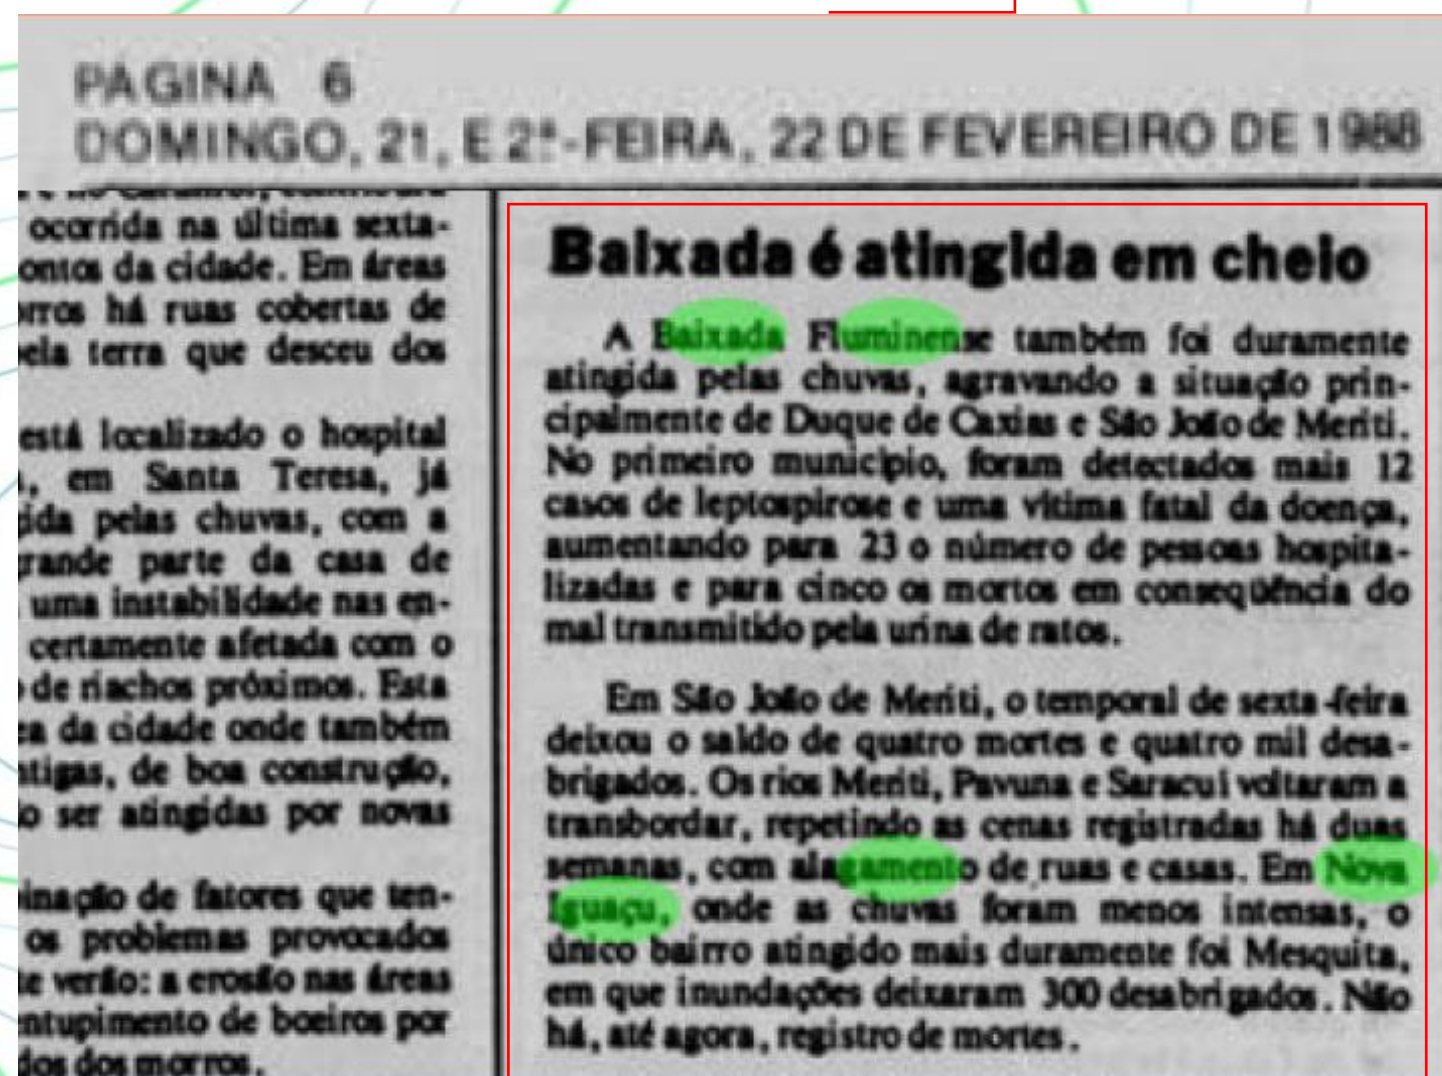 PÁGINA 6
DOMINGO, 21, E 2ª-FEIRA, 22 DE FEVEREIRO DE 1988
ocorrida na última sexta-
ontos da cidade. Em áreas
orros há ruas cobertas de
ela terra que desceu dos
está localizado o hospital
, em Santa Teresa, já
gida pelas chuvas, com a
grande parte da casa de
uma instabilidade nas en-
certamente afetada com o
de riachos próximos. Esta
ea da cidade onde também
ntigas, de boa construção,
o ser atingidas por novas
inação de fatores que ten-
os problemas provocados
te verão: a erosão nas áreas
entupimento de boeiros por
dos dos morros.
Baixada é atingida em cheio
A Baixada Fluminense também foi duramente
atingida pelas chuvas, agravando a situação prin-
cipalmente de Duque de Caxias e São João de Meriti.
No primeiro município, foram detectados mais 12
casos de leptospirose e uma vítima fatal da doença,
aumentando para 23 o número de pessoas hospita-
lizadas e para cinco os mortos em conseqüência do
mal transmitido pela urina de ratos.
Em São João de Meriti, o temporal de sexta-feira
deixou o saldo de quatro mortes e quatro mil desa-
brigados. Os rios Meriti, Pavuna e Saracuí voltaram a
transbordar, repetindo as cenas registradas há duas
semanas, com alagamento de ruas e casas. Em Nova
Iguaçu, onde as chuvas foram menos intensas, o
único bairro atingido mais duramente foi Mesquita,
em que inundações deixaram 300 desabrigados. Não
há, até agora, registro de mortes.